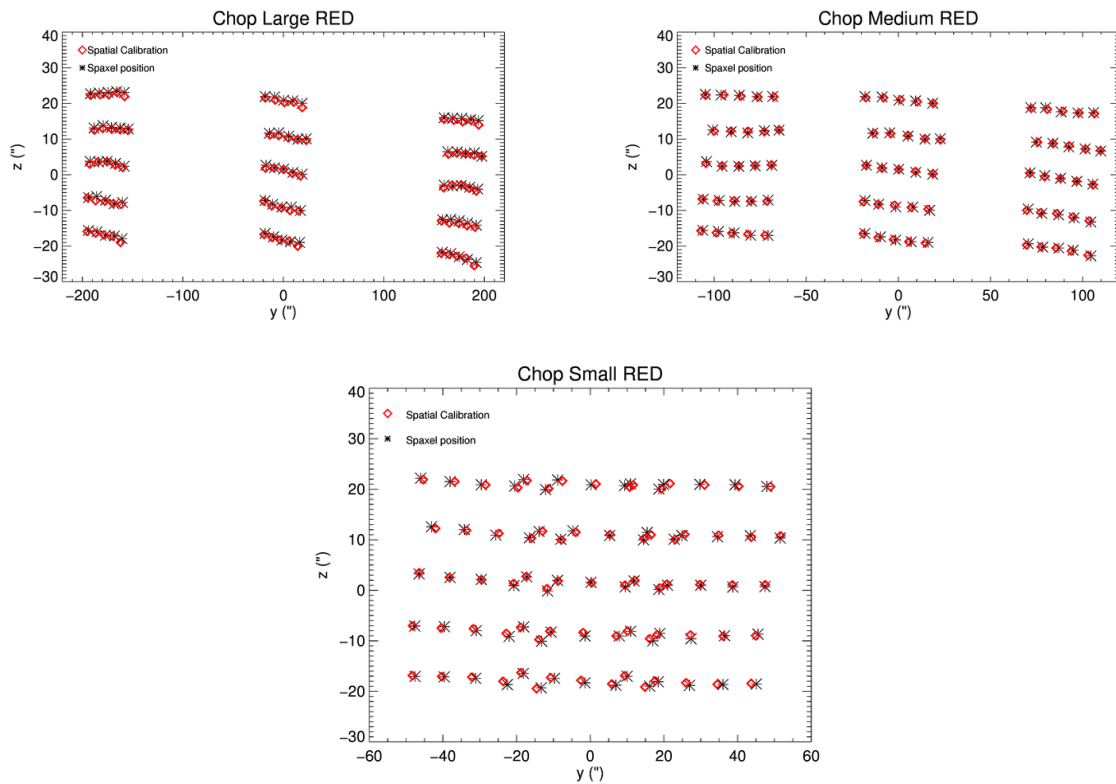 Chop Large RED
40
30
20
10
0
−10
−20
−30
z (")
Spatial Calibration
Spaxel position
−200
−100
0
100
200
y (")
Chop Medium RED
40
30
20
10
0
−10
−20
−30
z (")
Spatial Calibration
Spaxel position
−100
−50
0
50
100
y (")
Chop Small RED
40
30
20
10
0
−10
−20
−30
z (")
Spatial Calibration
Spaxel position
−60
−40
−20
0
20
40
60
y (")